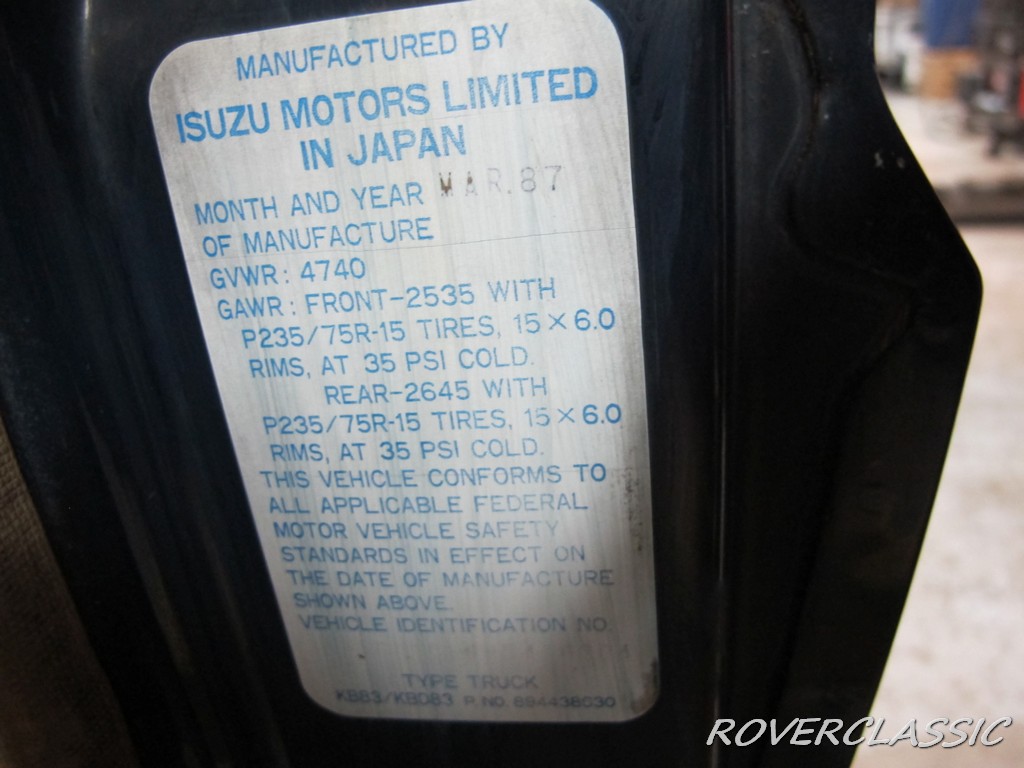 MANUFACTURED BY
ISUZU MOTORS LIMITED
IN JAPAN
MONTH AND YEAR MAR.87
OF MANUFACTURE
GVWR: 4740
GAWR: FRONT-2535 WITH
P235/75R-15 TIRES, 15×6.0
RIMS, AT 35 PSI COLD.
REAR-2645 WITH
P235/75R-15 TIRES, 15×6.0
RIMS, AT 35 PSI COLD.
THIS VEHICLE CONFORMS TO
ALL APPLICABLE FEDERAL
MOTOR VEHICLE SAFETY
STANDARDS IN EFFECT ON
THE DATE OF MANUFACTURE
SHOWN ABOVE.
VEHICLE IDENTIFICATION NO.
TYPE TRUCK
P. NO.
ROVERCLASSIC